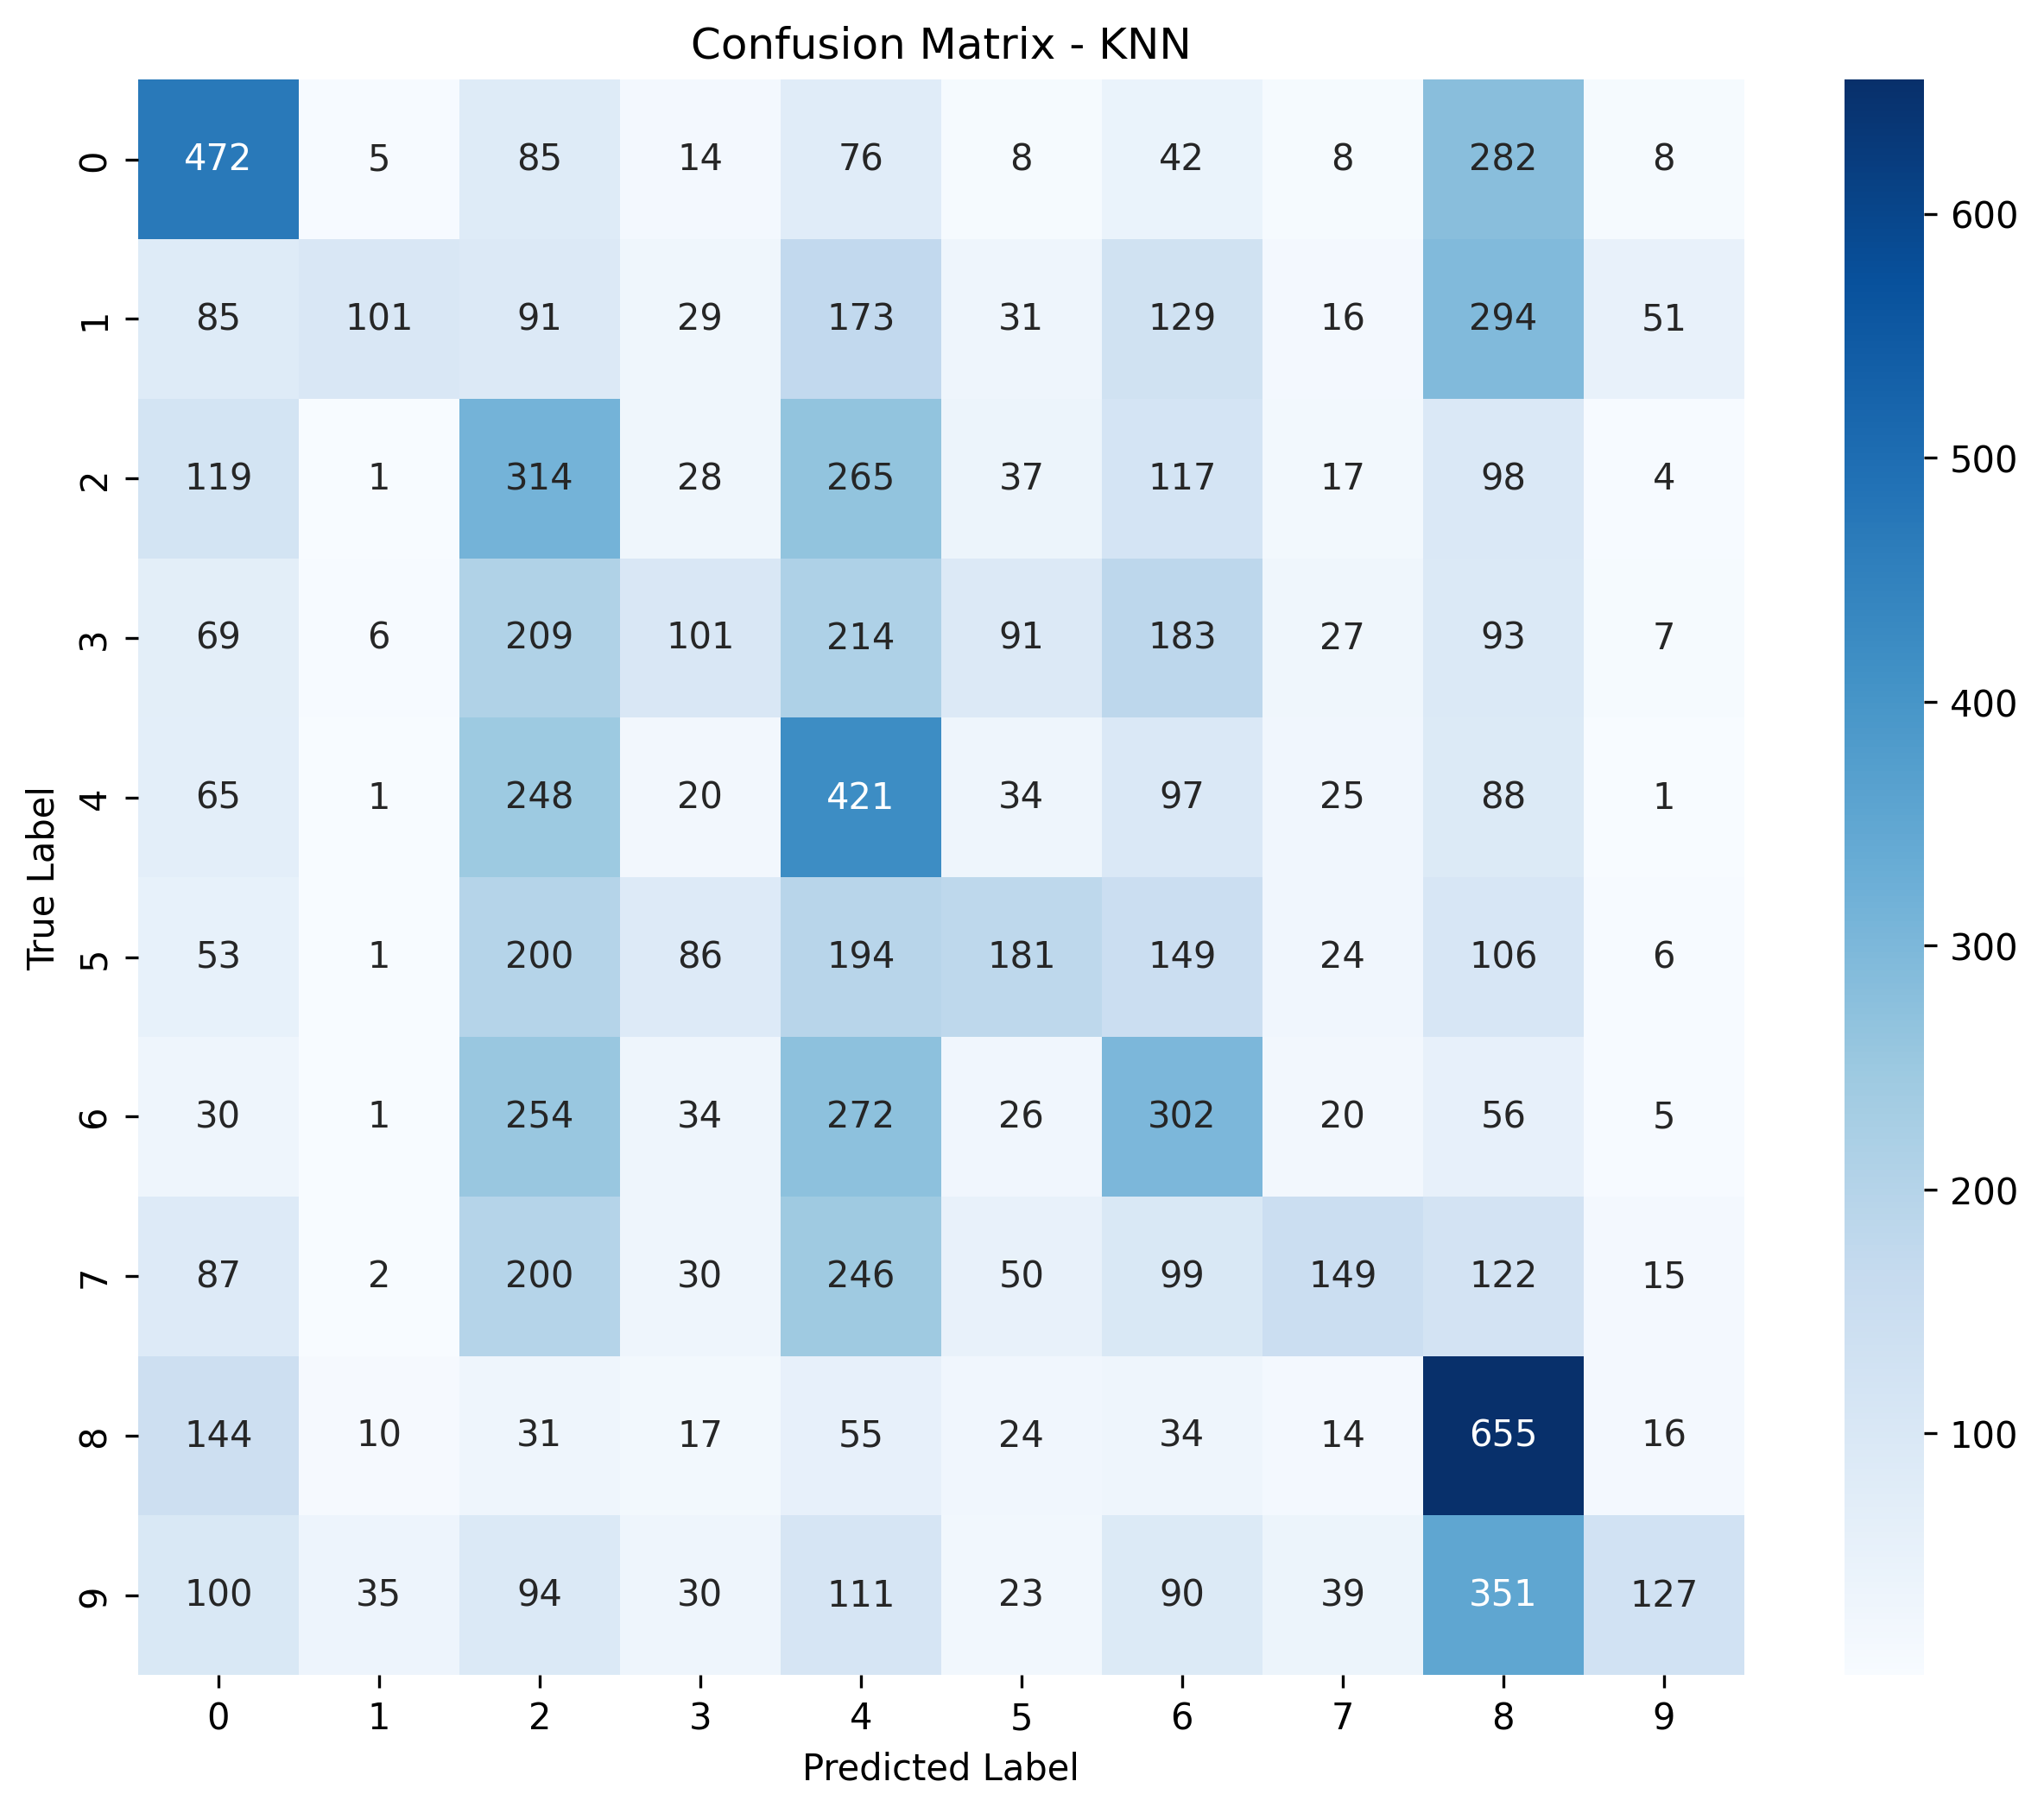 Confusion Matrix - KNN
0 472 5 85 14 76 8 42 8 282 8
1 85 101 91 29 173 31 129 16 294 51
2 119 1 314 28 265 37 117 17 98 4
3 69 6 209 101 214 91 183 27 93 7
4 65 1 248 20 421 34 97 25 88 1
5 53 1 200 86 194 181 149 24 106 6
6 30 1 254 34 272 26 302 20 56 5
7 87 2 200 30 246 50 99 149 122 15
8 144 10 31 17 55 24 34 14 655 16
9 100 35 94 30 111 23 90 39 351 127
0 1 2 3 4 5 6 7 8 9
Predicted Label
True Label
600
500
400
300
200
100